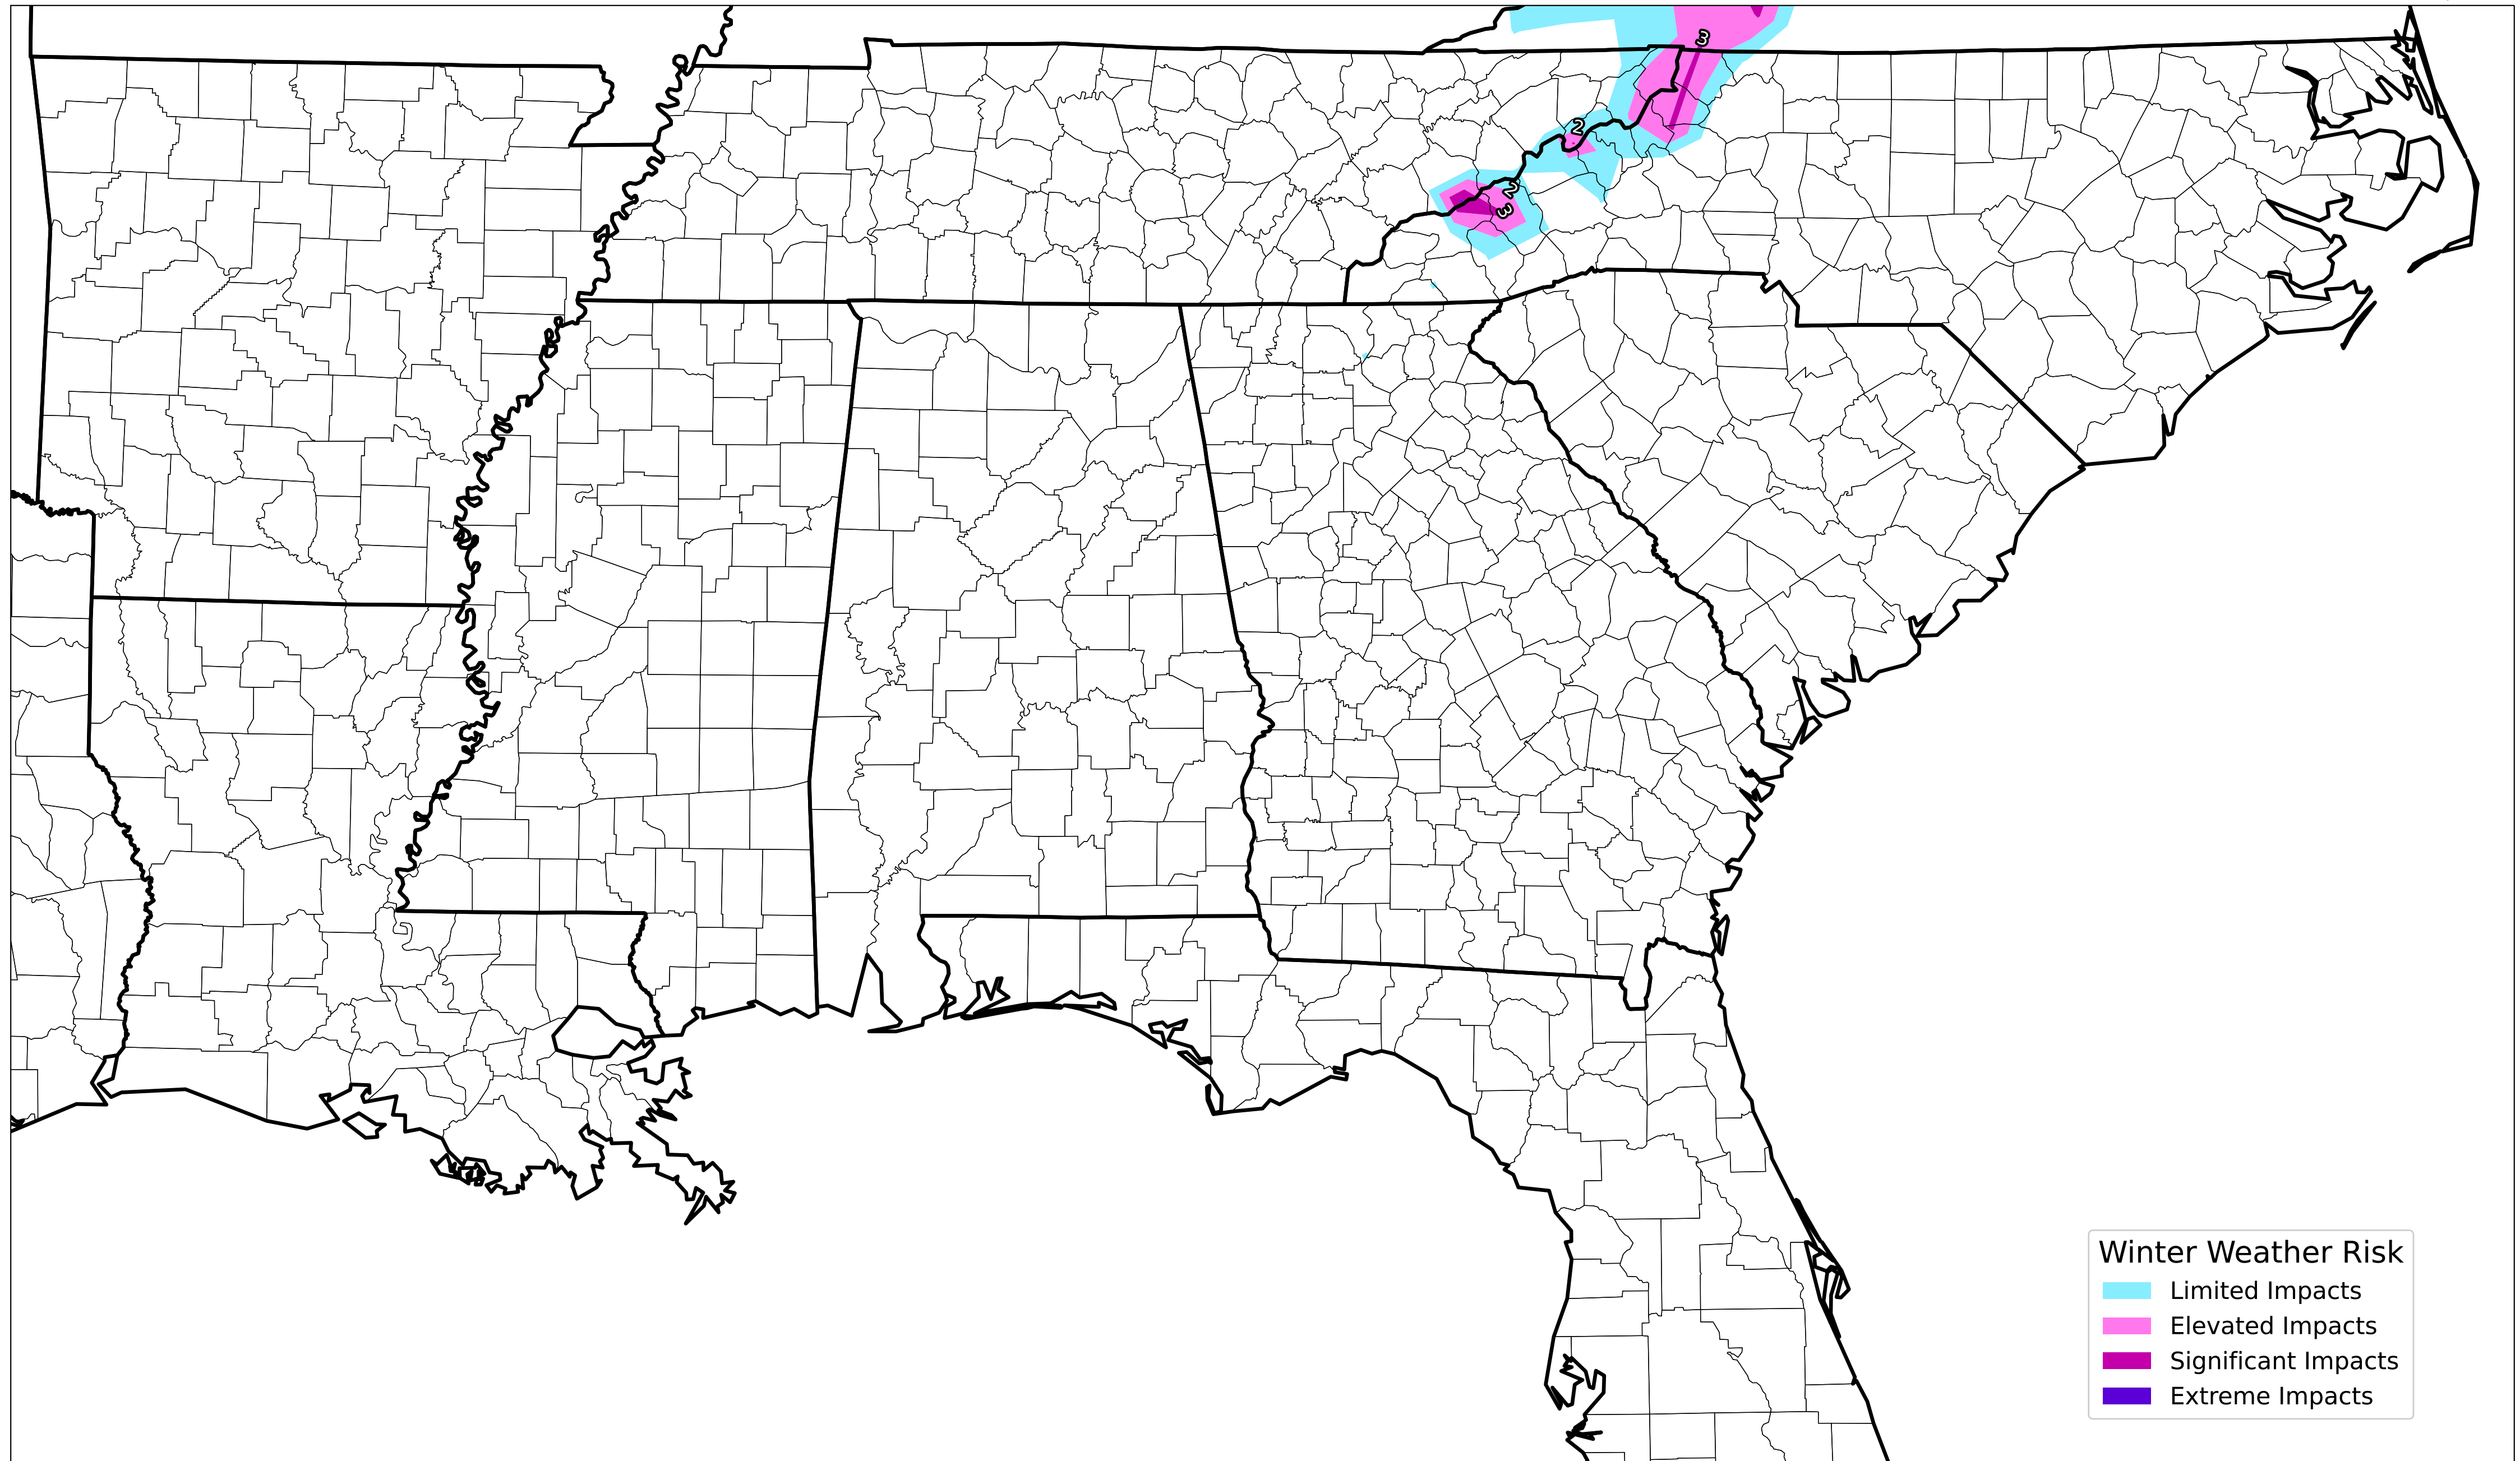 3
2
2
3
Winter Weather Risk
Limited Impacts
Elevated Impacts
Significant Impacts
Extreme Impacts